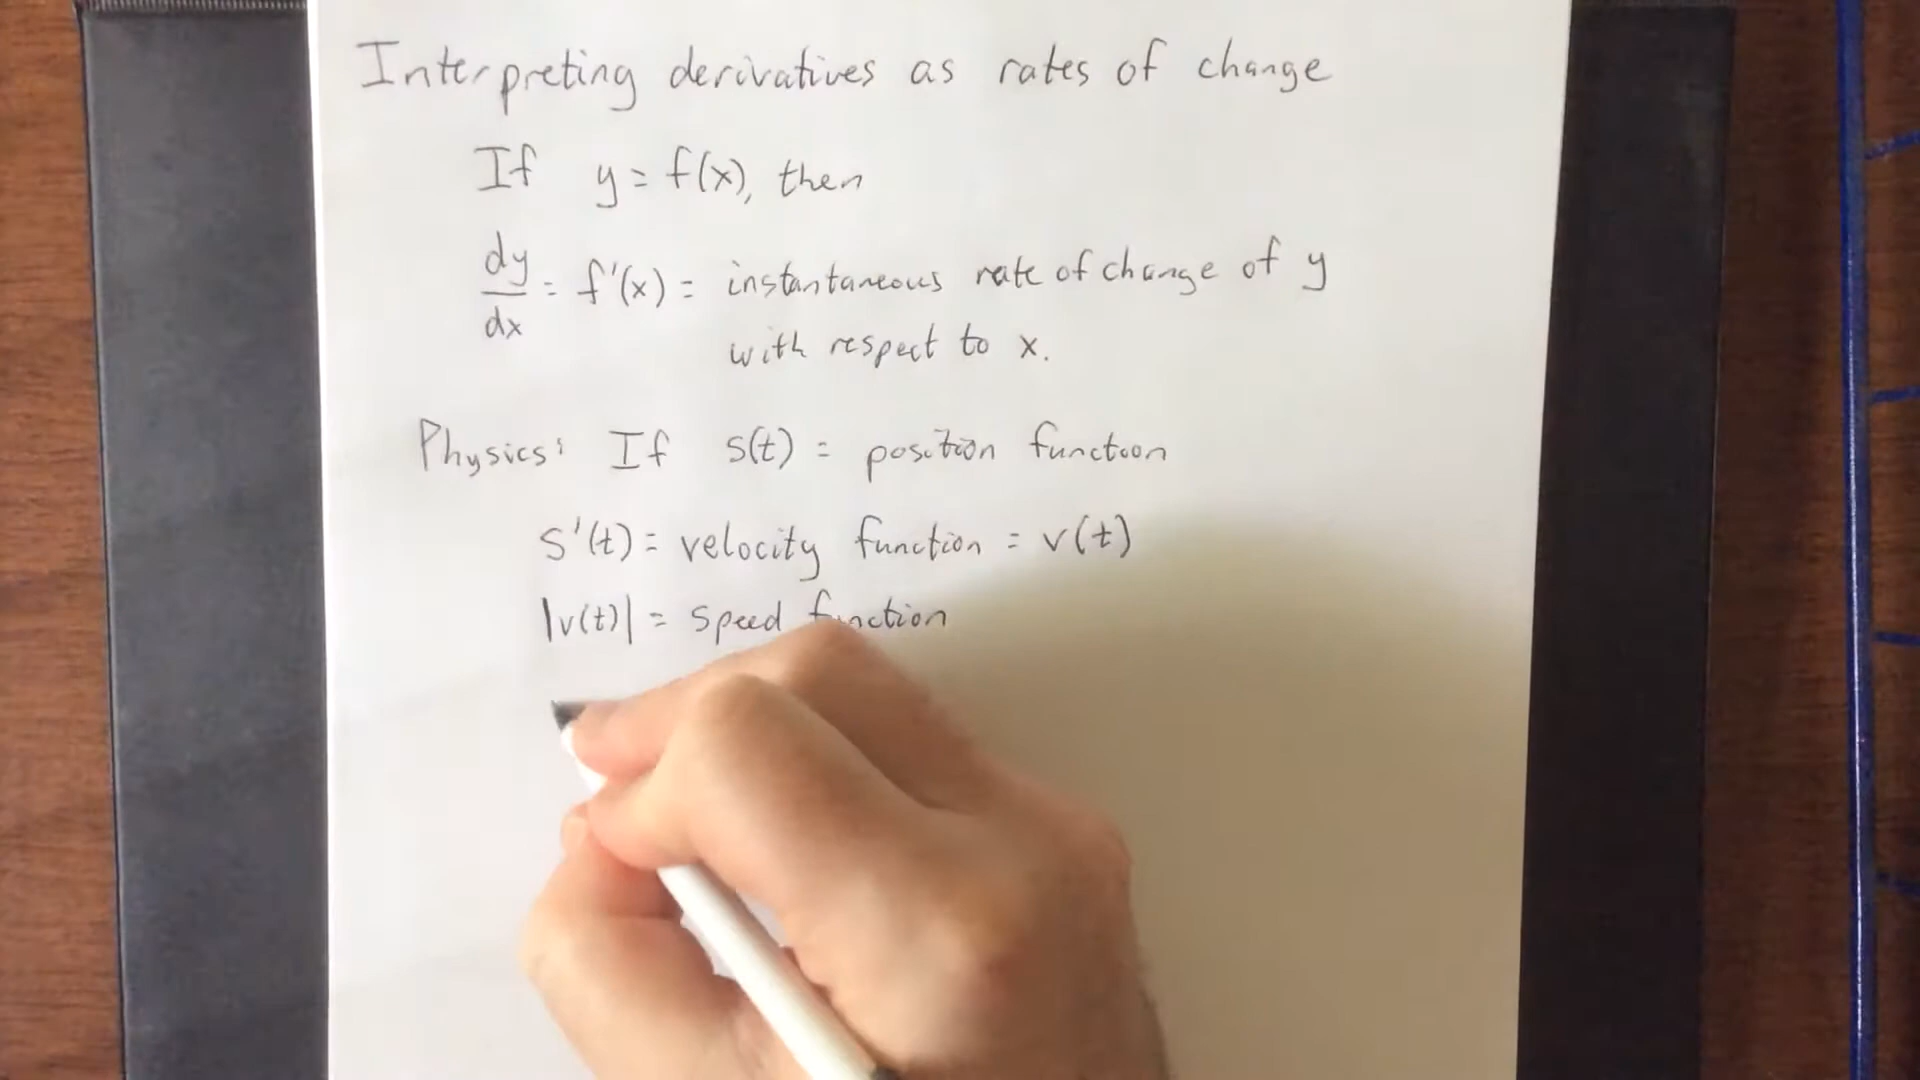 Interpreting derivatives as rates of change
If y = f(x), then
dy/dx = f'(x) = instantaneous rate of change of y
with respect to x.
Physics: If s(t) = position function
s'(t) = velocity function = v(t)
|v(t)| = speed function